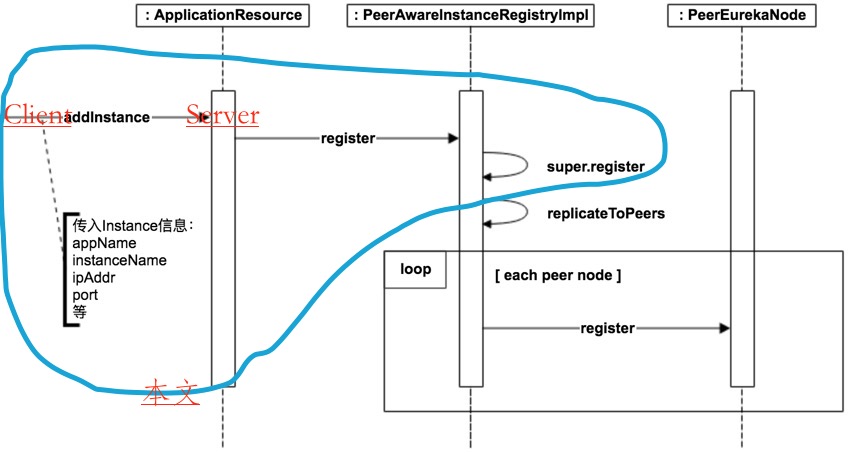 : ApplicationResource
: PeerAwareInstanceRegistryImpl
: PeerEurekaNode
Client
addInstance
Server
register
super.register
传入Instance信息：
appName
instanceName
ipAddr
port
等
replicateToPeers
loop
[ each peer node ]
register
本文